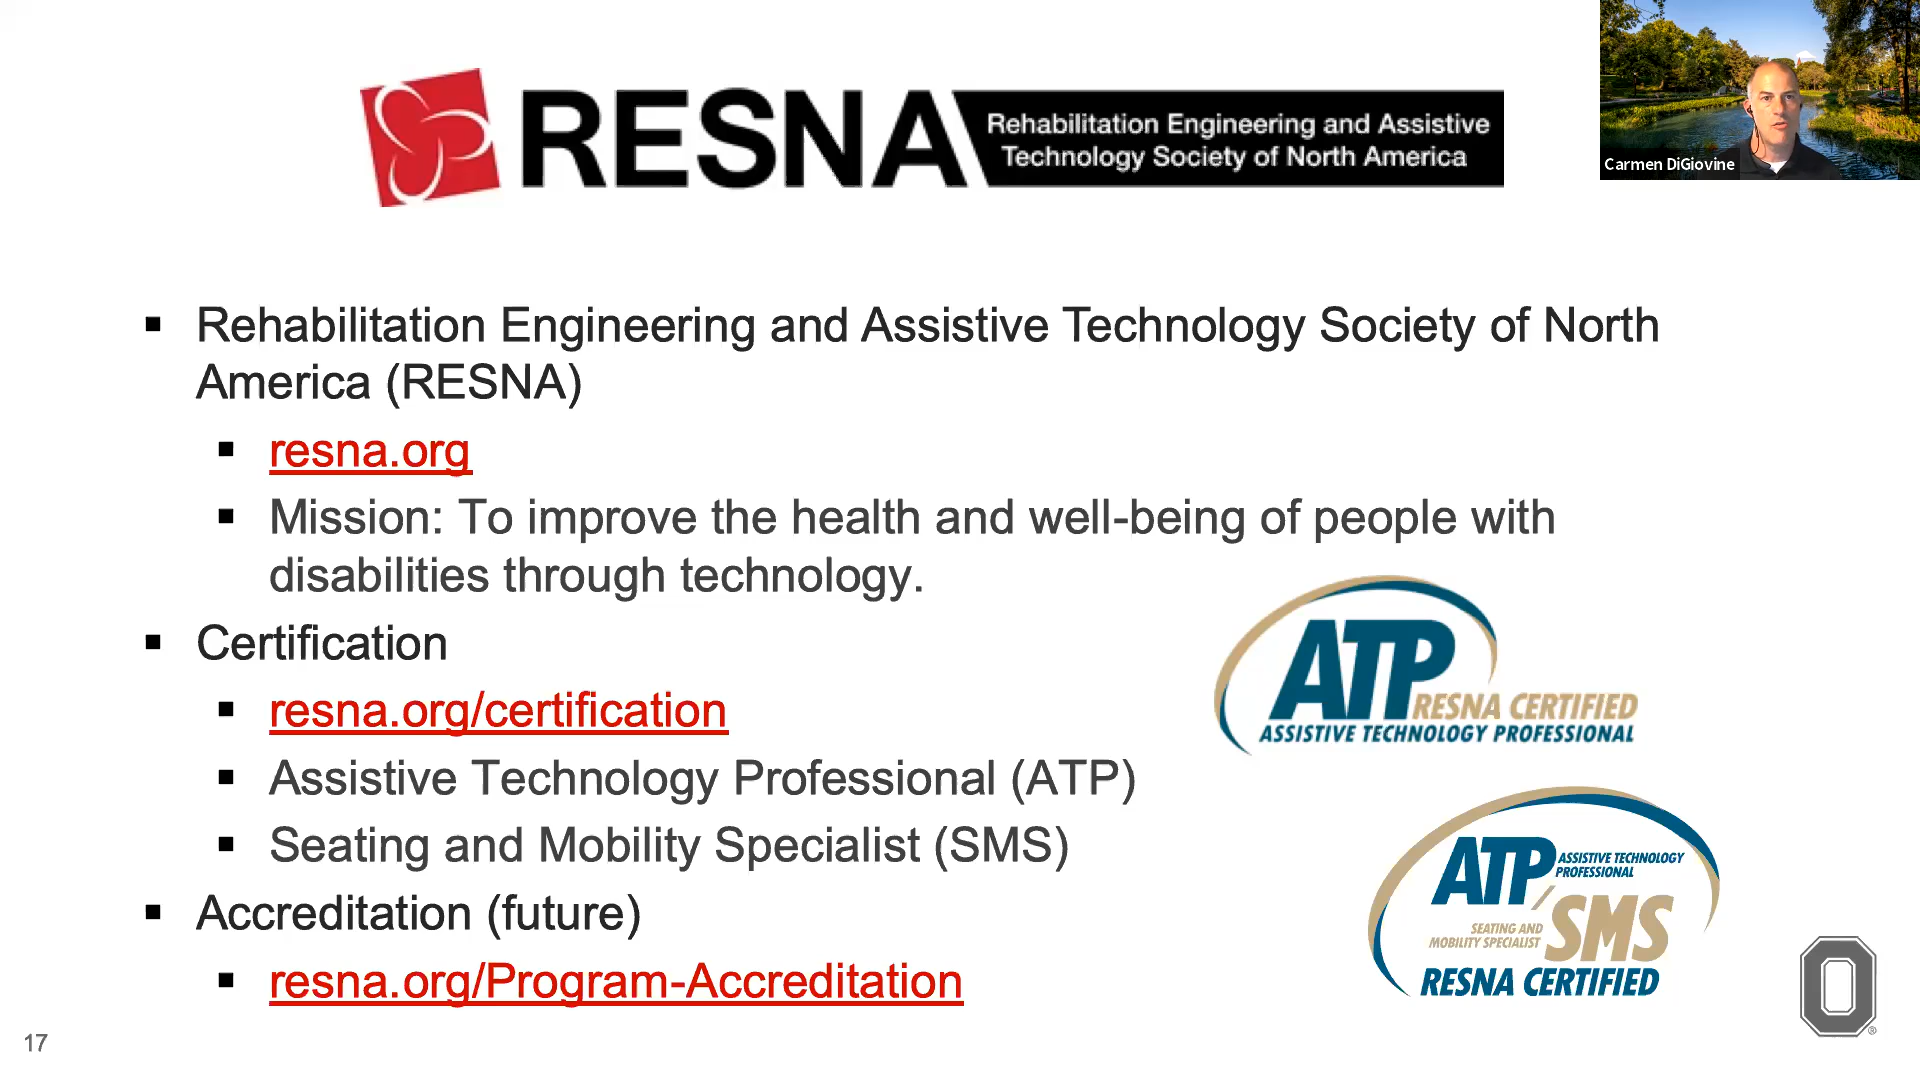 RESNA
Rehabilitation Engineering and Assistive
Technology Society of North America
Carmen DiGiovine
▪ Rehabilitation Engineering and Assistive Technology Society of North
America (RESNA)
▪ resna.org
▪ Mission: To improve the health and well-being of people with
disabilities through technology.
▪ Certification
▪ resna.org/certification
▪ Assistive Technology Professional (ATP)
▪ Seating and Mobility Specialist (SMS)
▪ Accreditation (future)
▪ resna.org/Program-Accreditation
ATP
RESNA CERTIFIED
ASSISTIVE TECHNOLOGY PROFESSIONAL
ATP
ASSISTIVE TECHNOLOGY
PROFESSIONAL
SEATING AND
MOBILITY SPECIALIST
SMS
RESNA CERTIFIED
O
®
17